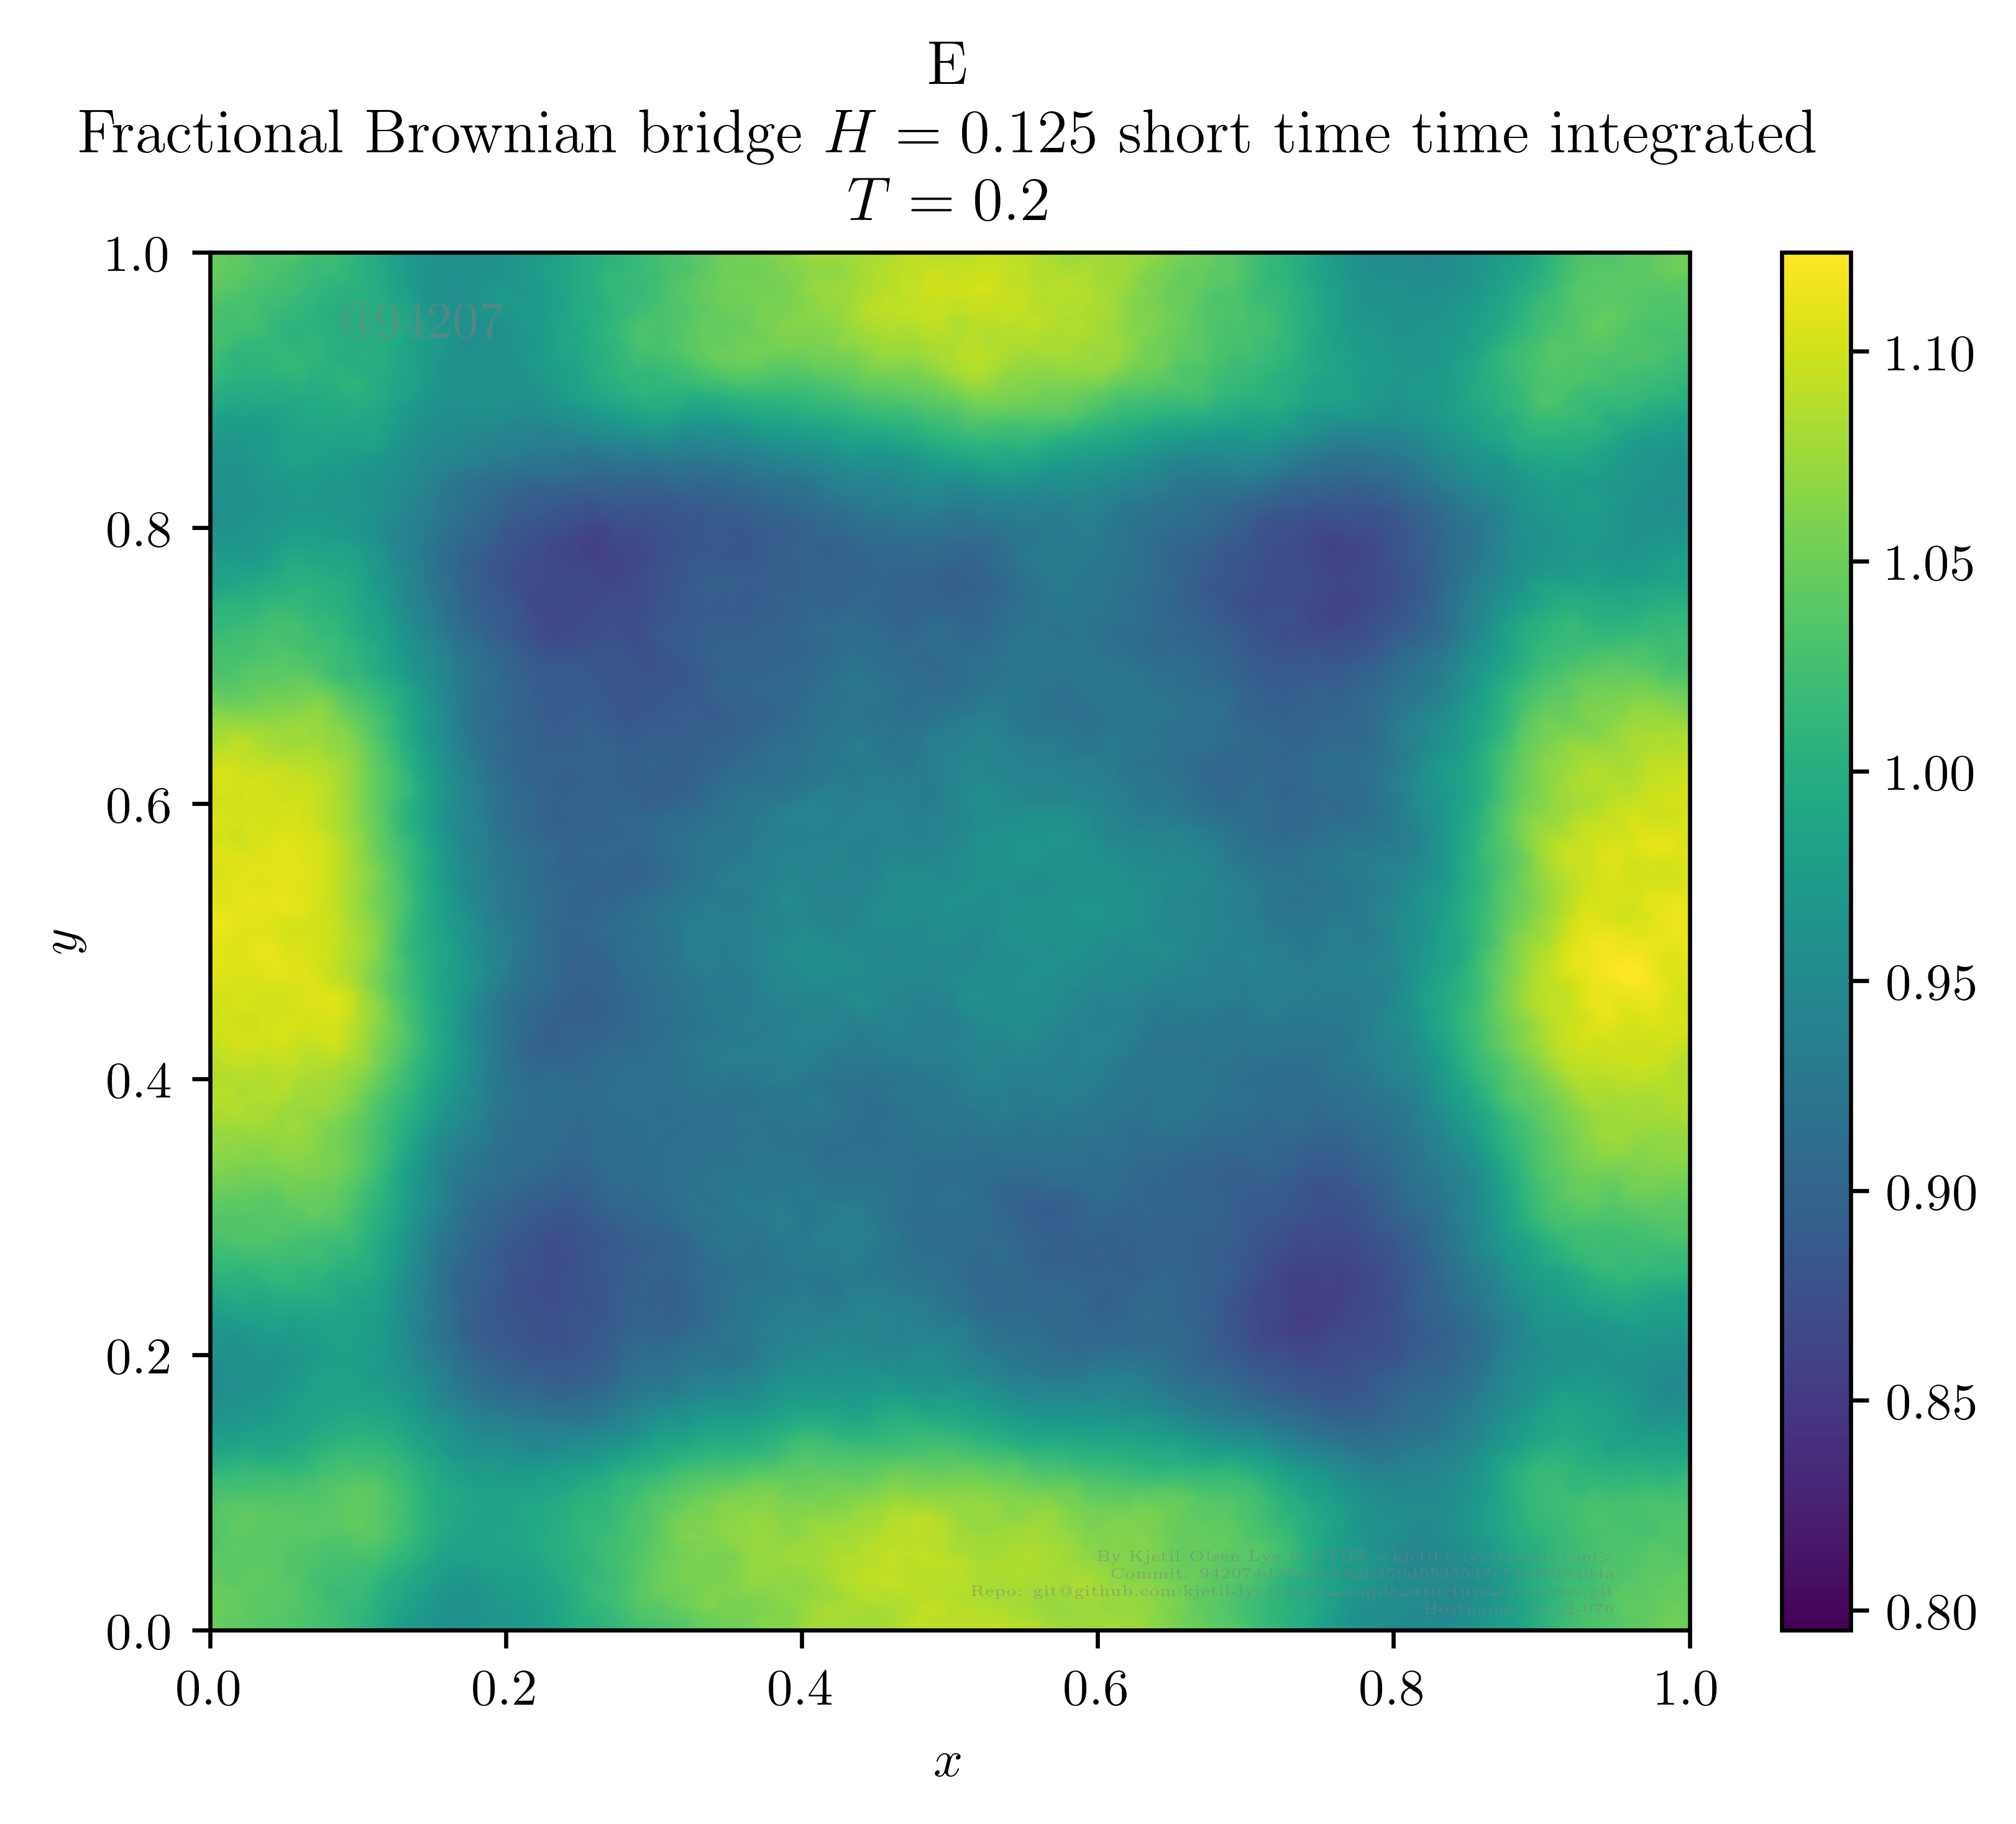 E
Fractional Brownian bridge H = 0.125 short time time integrated
T = 0.2
1.0
@94207
1.10
0.8
1.05
1.00
0.6
y
0.95
0.4
0.90
0.2
0.85
By Kjetil Olsen Lye
Commit:
Repo:
0.80
0.0
0.0 0.2 0.4 0.6 0.8 1.0
x